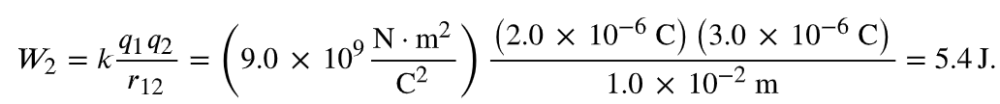 W₂ = k q₁q₂/r₁₂ = (9.0 × 10⁹ N · m²/C²) (2.0 × 10⁻⁶ C) (3.0 × 10⁻⁶ C)/1.0 × 10⁻² m = 5.4 J.